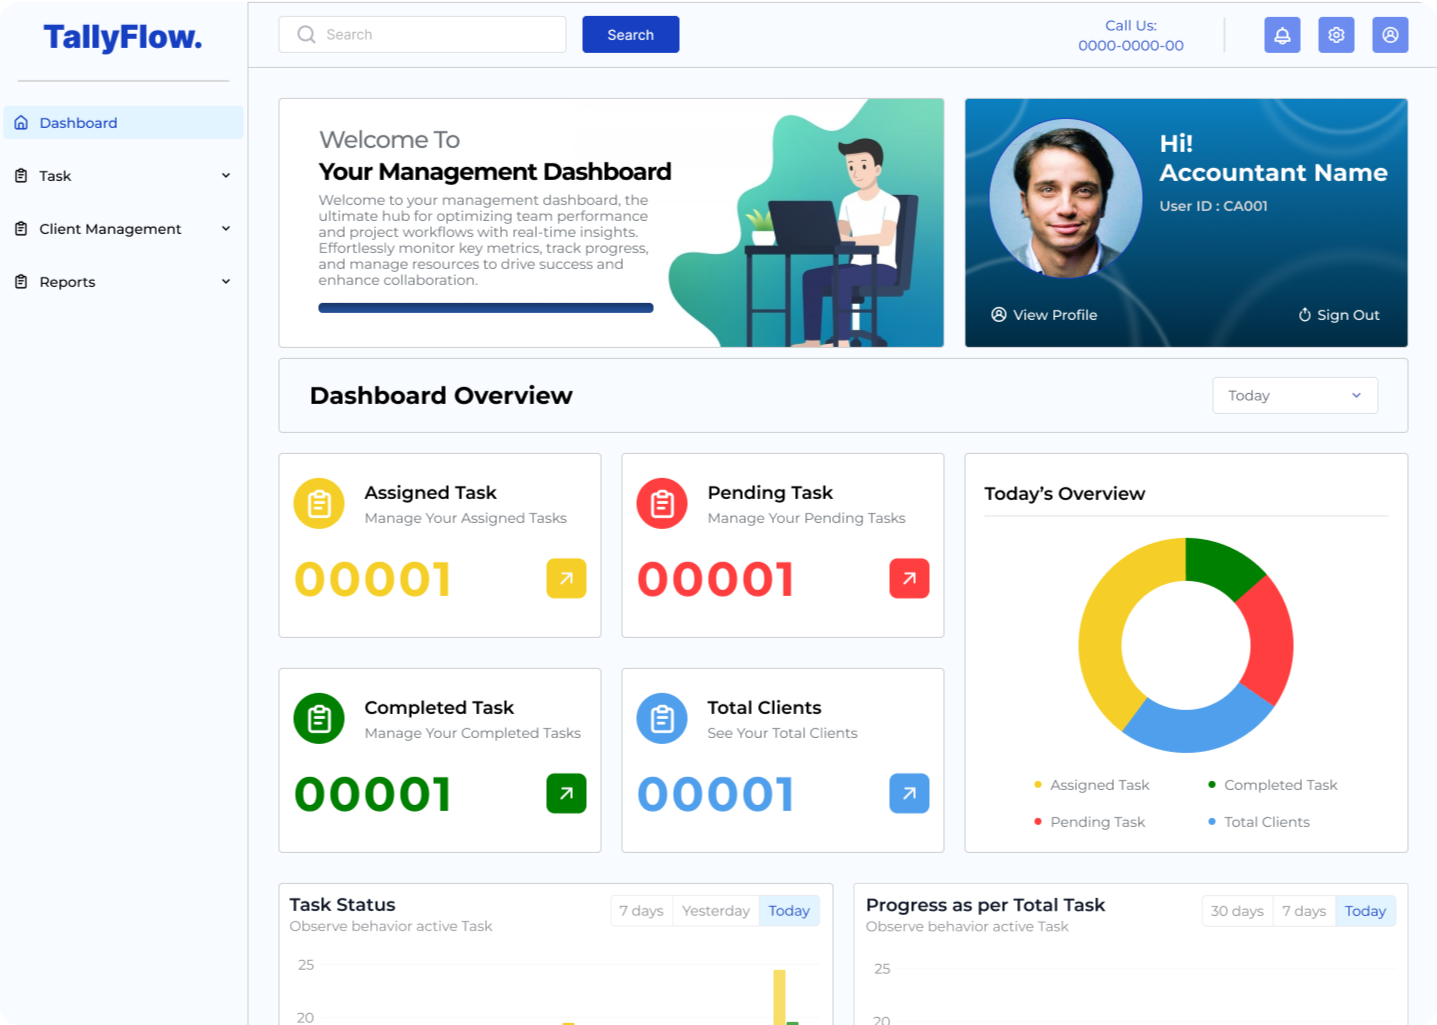 TallyFlow.
Search
Search
Call Us:
0000-0000-00
Dashboard
Task
Client Management
Reports
Welcome To
Your Management Dashboard
Welcome to your management dashboard, the
ultimate hub for optimizing team performance
and project workflows with real-time insights.
Effortlessly monitor key metrics, track progress,
and manage resources to drive success and
enhance collaboration.
Hi!
Accountant Name
User ID : CA001
View Profile
Sign Out
Dashboard Overview
Today
Assigned Task
Manage Your Assigned Tasks
00001
Pending Task
Manage Your Pending Tasks
00001
Completed Task
Manage Your Completed Tasks
00001
Total Clients
See Your Total Clients
00001
Today’s Overview
Assigned Task
Completed Task
Pending Task
Total Clients
Task Status
Observe behavior active Task
7 days
Yesterday
Today
25
20
Progress as per Total Task
Observe behavior active Task
30 days
7 days
Today
25
20